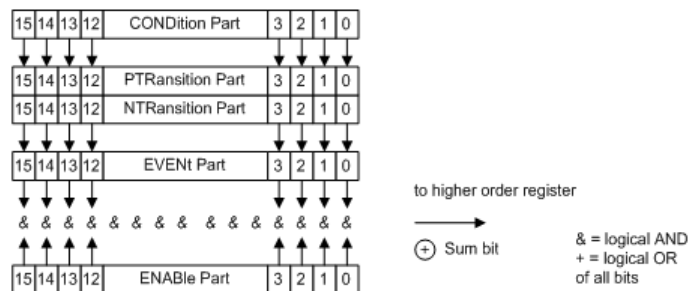 15 14 13 12 CONDition Part 3 2 1 0
15 14 13 12 PTRansition Part 3 2 1 0
15 14 13 12 NTRansition Part 3 2 1 0
15 14 13 12 EVENt Part 3 2 1 0
to higher order register
& & & & & & & & & & & & & & & &
+ Sum bit
& = logical AND
+ = logical OR
of all bits
15 14 13 12 ENABle Part 3 2 1 0